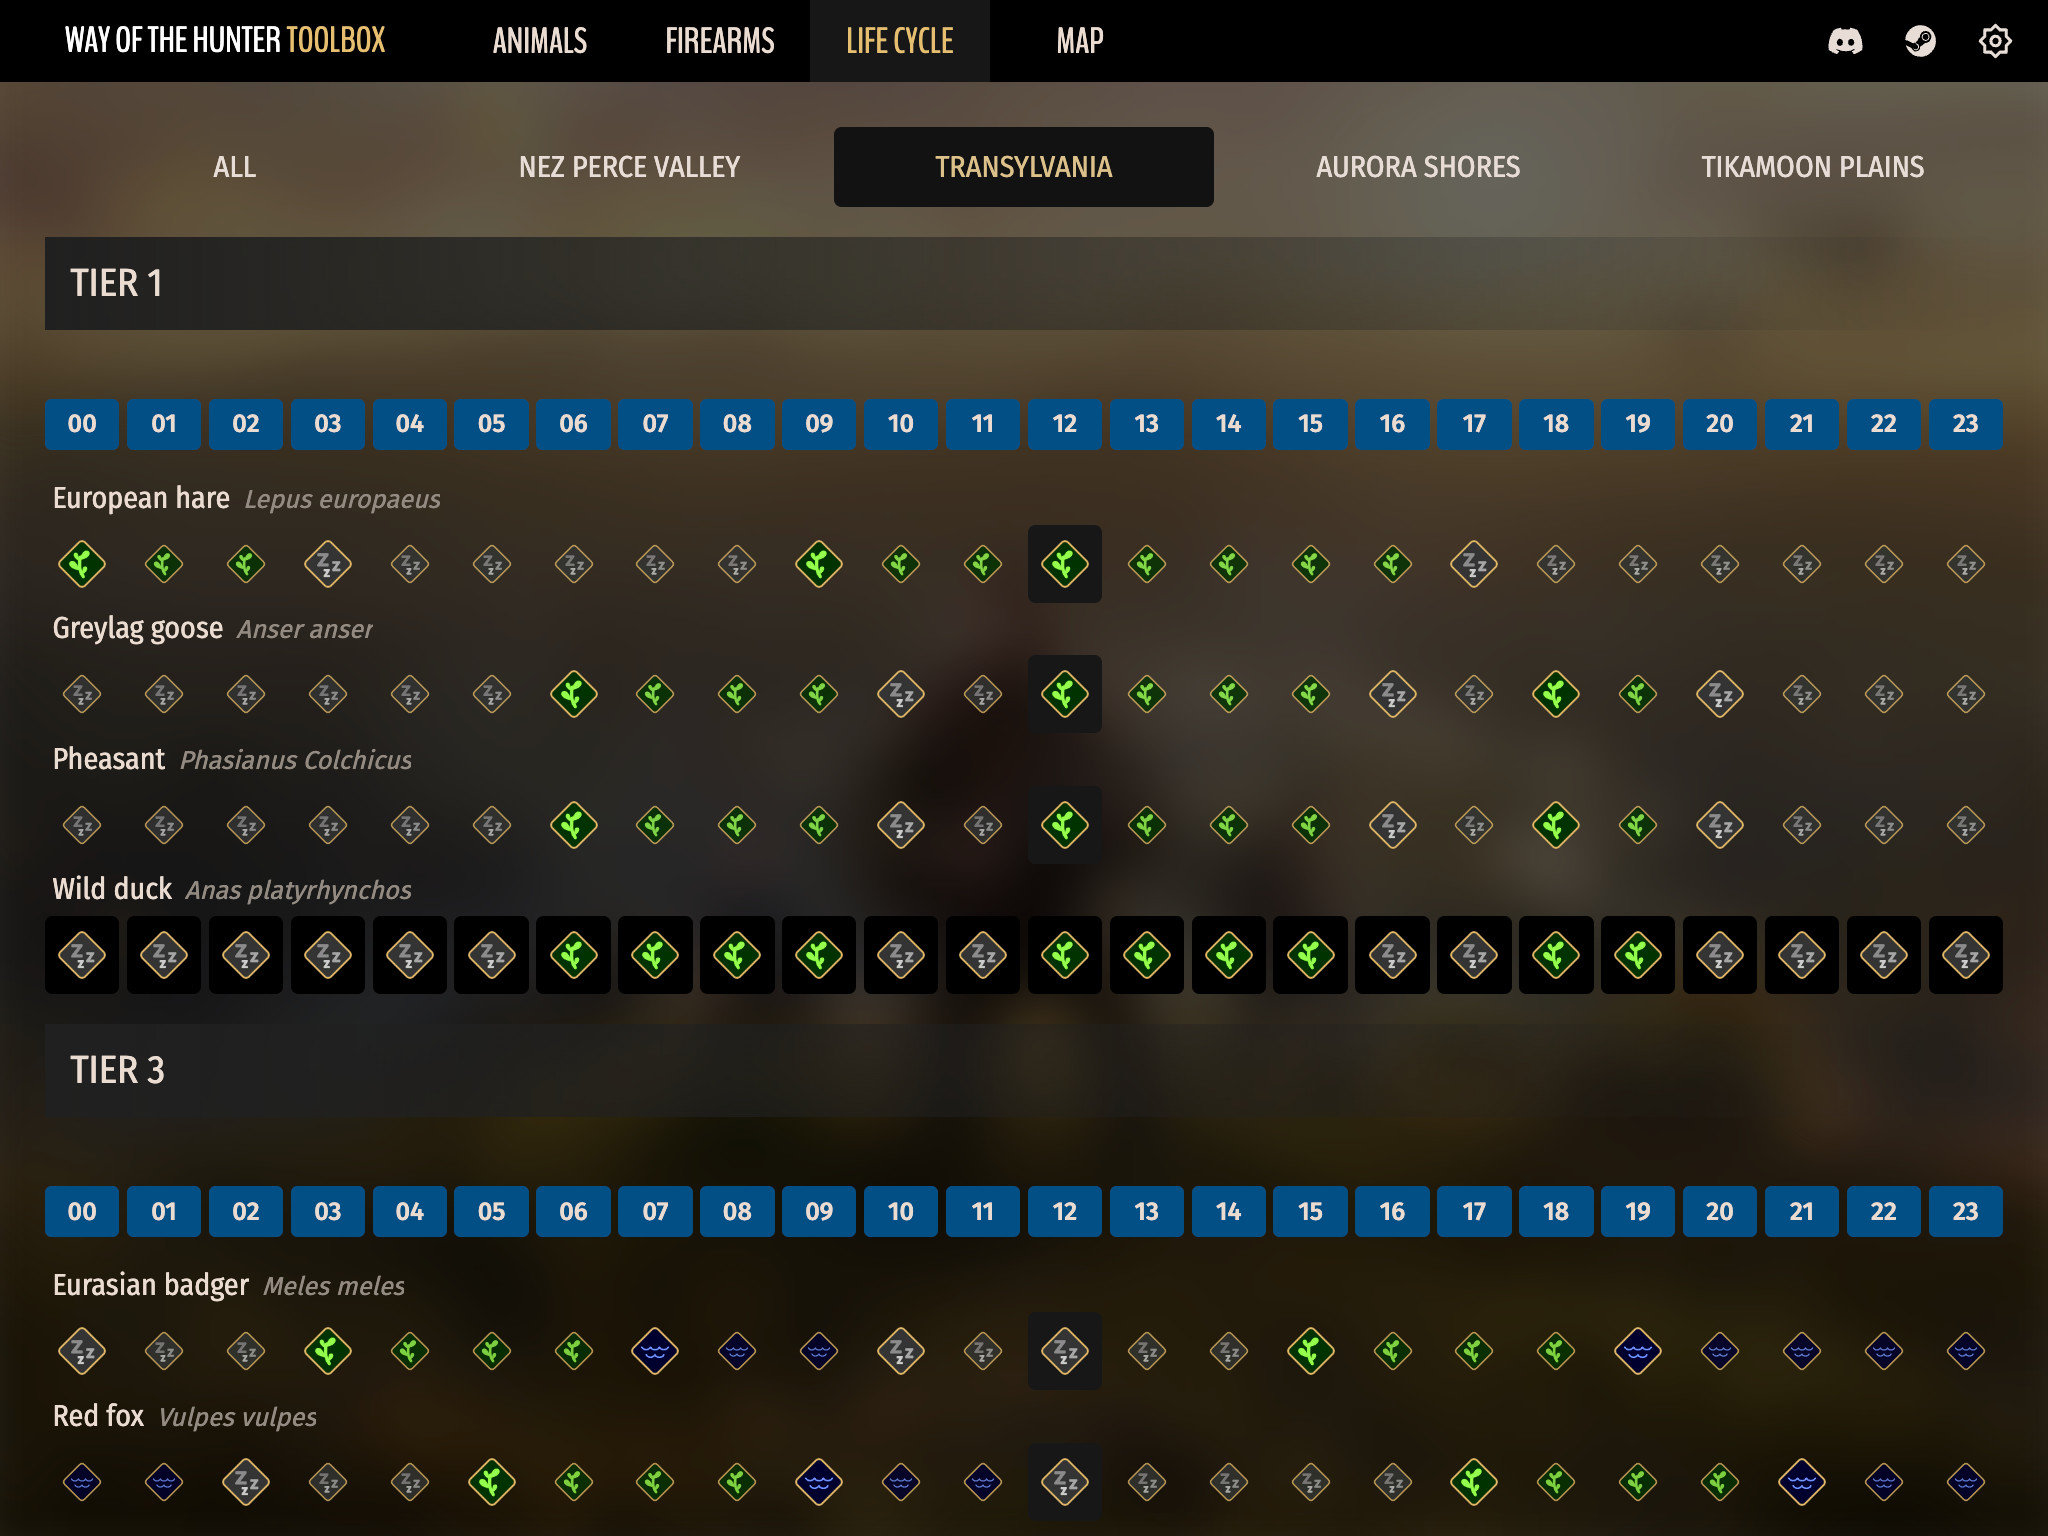 WAY OF THE HUNTER TOOLBOX ANIMALS FIREARMS LIFE CYCLE MAP
ALL NEZ PERCE VALLEY TRANSYLVANIA AURORA SHORES TIKAMOON PLAINS
TIER 1
00 01 02 03 04 05 06 07 08 09 10 11 12 13 14 15 16 17 18 19 20 21 22 23
European hare Lepus europaeus
Greylag goose Anser anser
Pheasant Phasianus Colchicus
Wild duck Anas platyrhynchos
TIER 3
00 01 02 03 04 05 06 07 08 09 10 11 12 13 14 15 16 17 18 19 20 21 22 23
Eurasian badger Meles meles
Red fox Vulpes vulpes